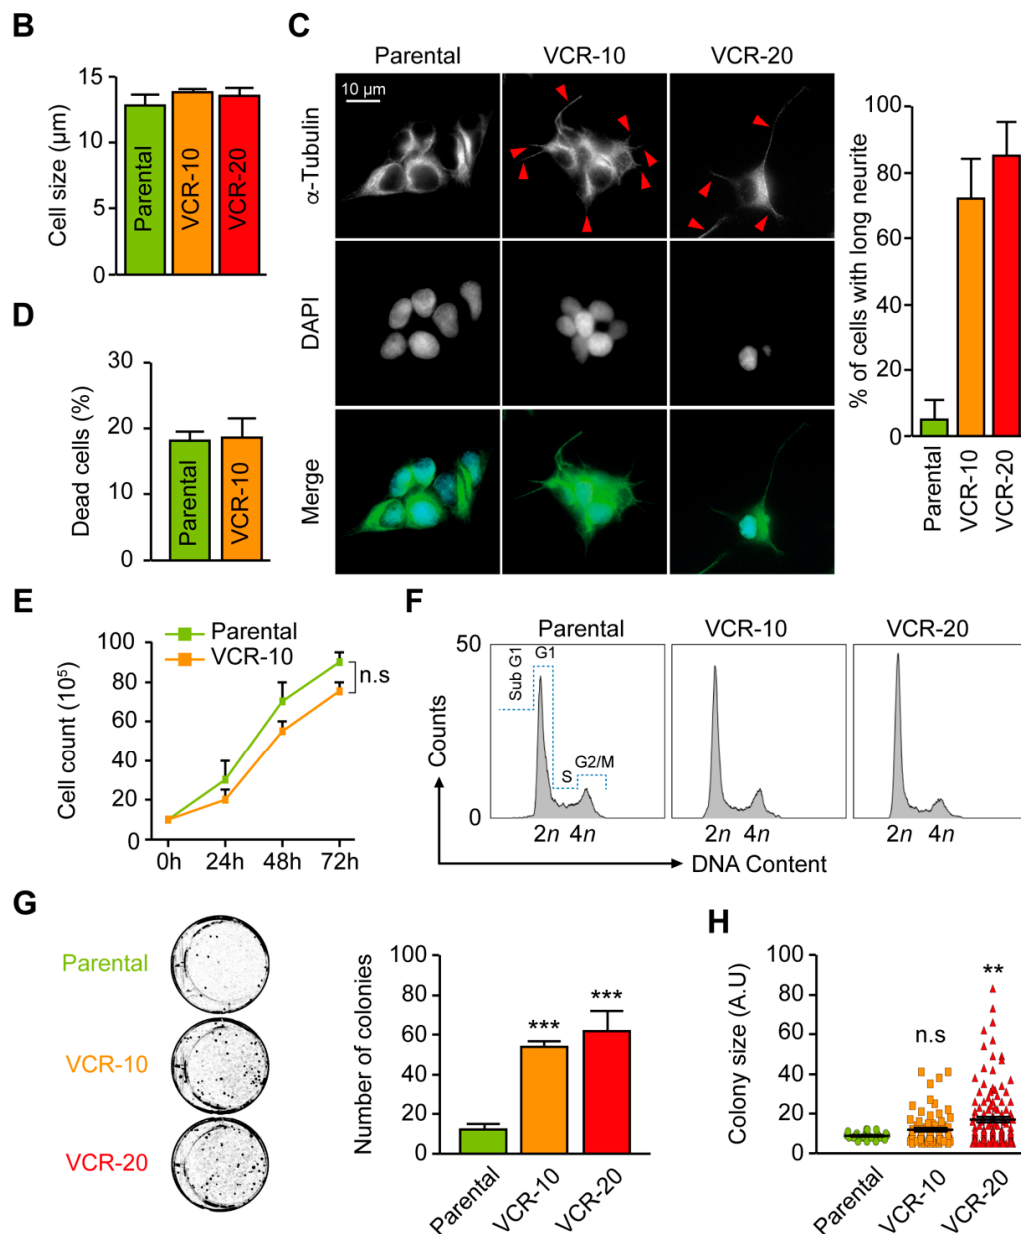 B
Cell size (µm)
15
10
5
0
Parental
VCR-10
VCR-20
C
Parental
VCR-10
VCR-20
10 µm
α-Tubulin
DAPI
Merge
% of cells with long neurite
100
80
60
40
20
0
Parental
VCR-10
VCR-20
D
Dead cells (%)
30
20
10
0
Parental
VCR-10
E
Parental
VCR-10
Cell count (10⁵)
100
80
60
40
20
0
n.s
0h
24h
48h
72h
F
Parental
VCR-10
VCR-20
50
0
Counts
Sub G1
G1
S
G2/M
2n 4n
2n 4n
2n 4n
DNA Content
G
Parental
VCR-10
VCR-20
Number of colonies
100
80
60
40
20
0
***
***
Parental
VCR-10
VCR-20
H
Colony size (A.U)
100
80
60
40
20
0
n.s
**
Parental
VCR-10
VCR-20